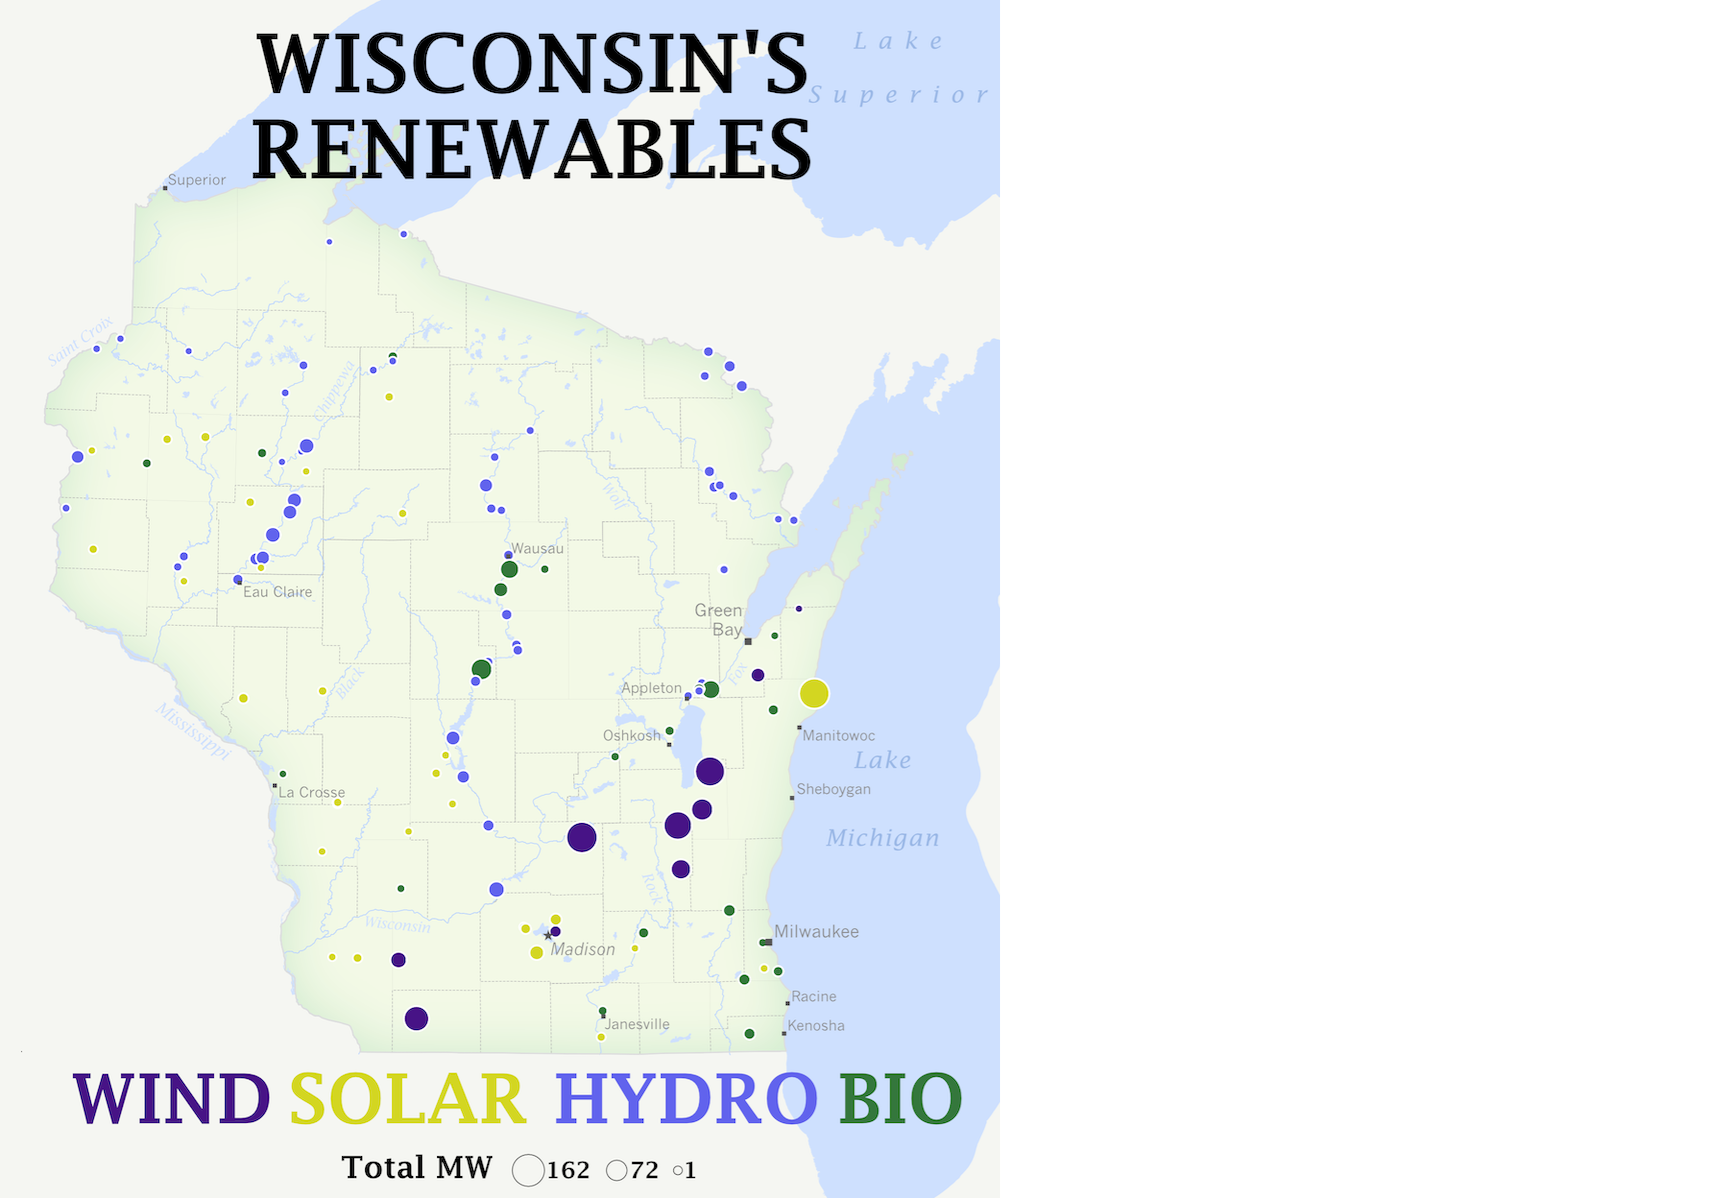 WISCONSIN'S
RENEWABLES
Lake
Superior
Superior
Saint Croix
Chippewa
Wolf
Wausau
Eau Claire
Green
Bay
Black
Fox
Appleton
Mississippi
Oshkosh
Manitowoc
Lake
La Crosse
Sheboygan
Michigan
Rock
Wisconsin
Milwaukee
Madison
Racine
Janesville
Kenosha
WIND SOLAR HYDRO BIO
Total MW 162 72 1